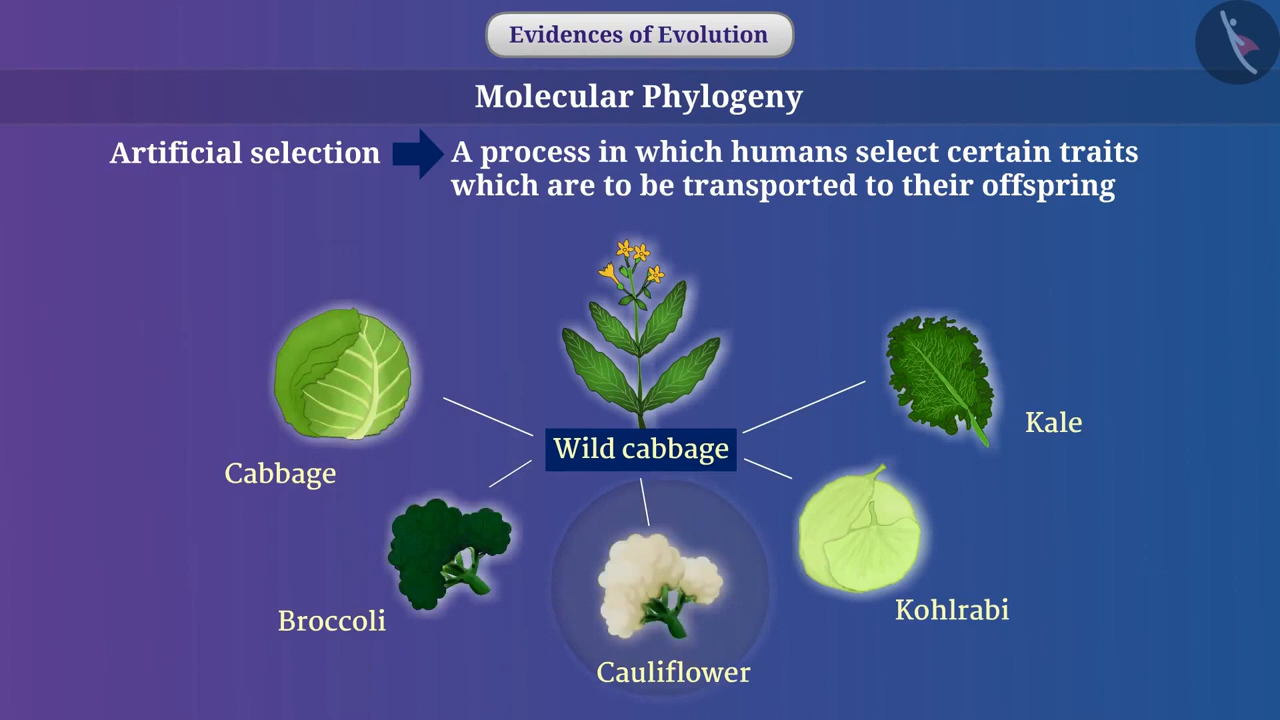 Evidences of Evolution
Molecular Phylogeny
Artificial selection
A process in which humans select certain traits
which are to be transported to their offspring
Wild cabbage
Cabbage
Kale
Broccoli
Kohlrabi
Cauliflower